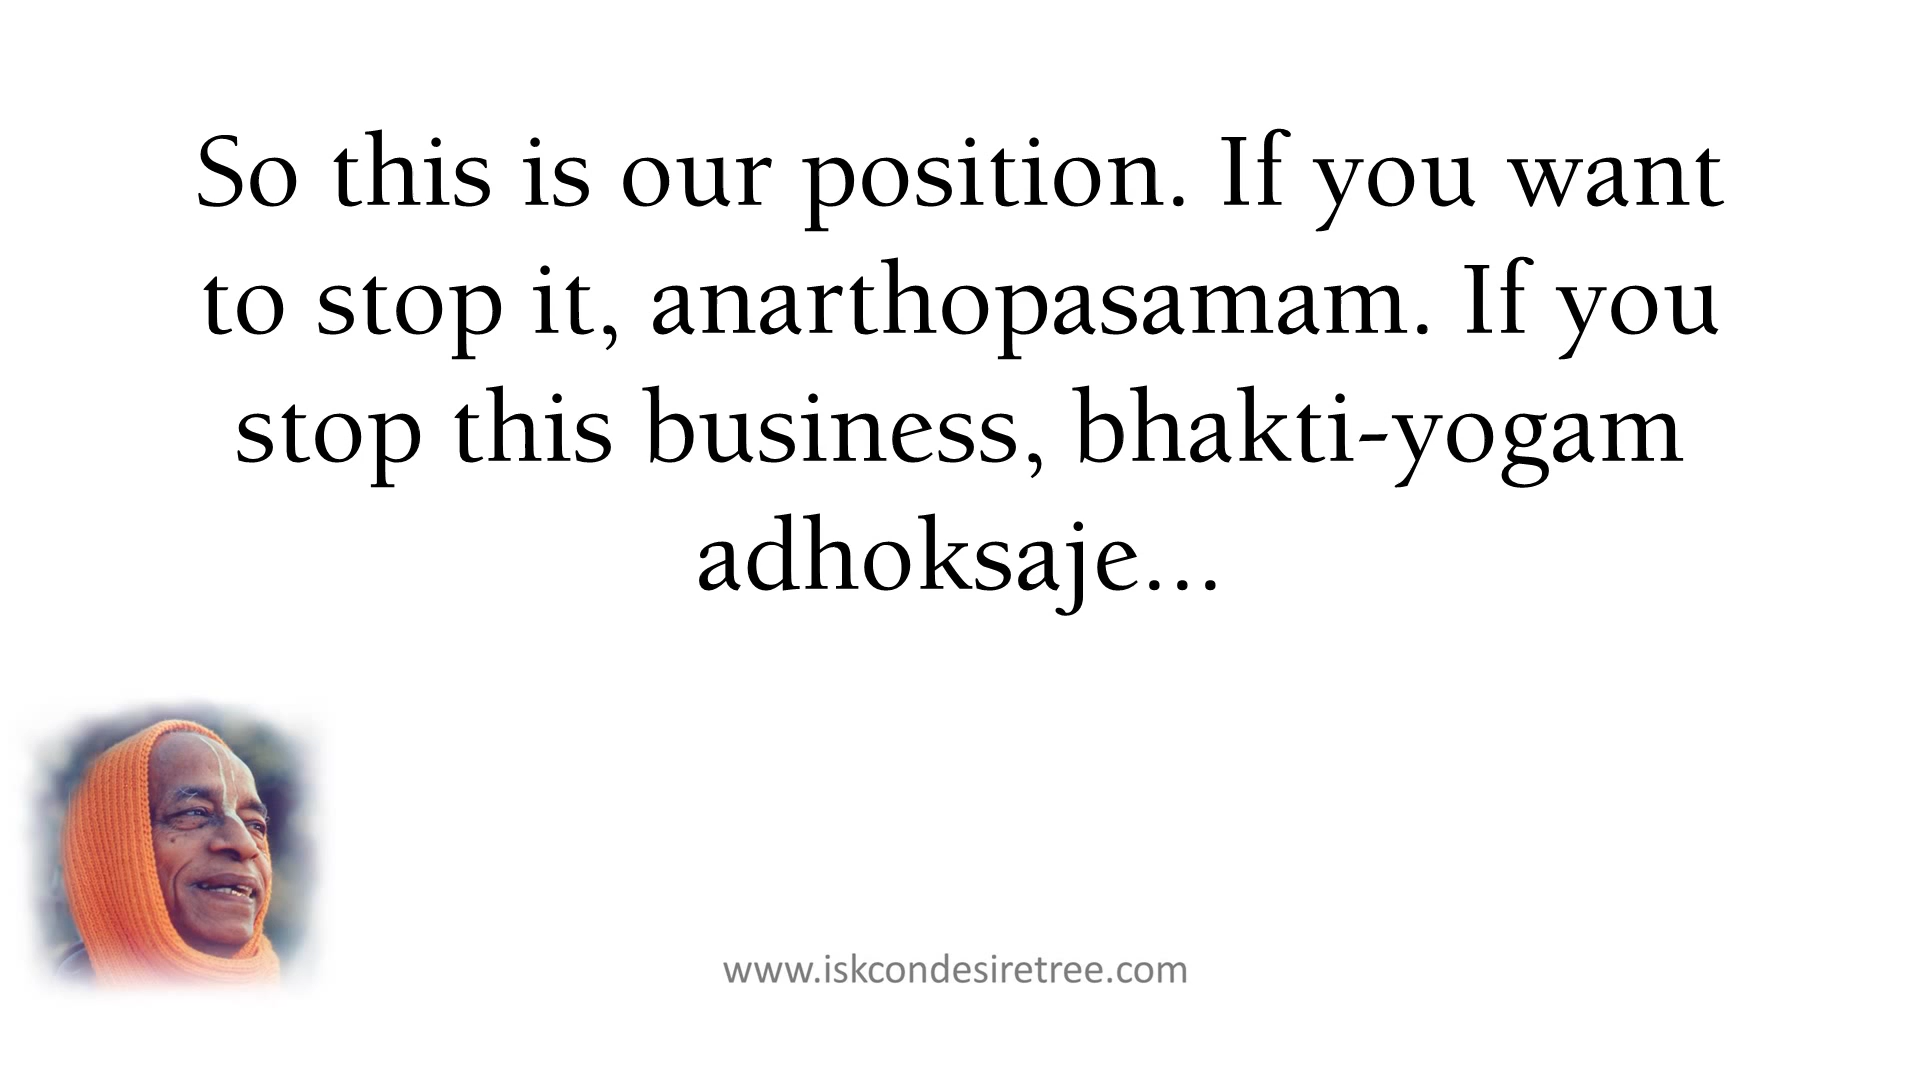 So this is our position. If you want
to stop it, anarthopasamam. If you
stop this business, bhakti-yogam
adhoksaje...
www.iskcondesiretree.com